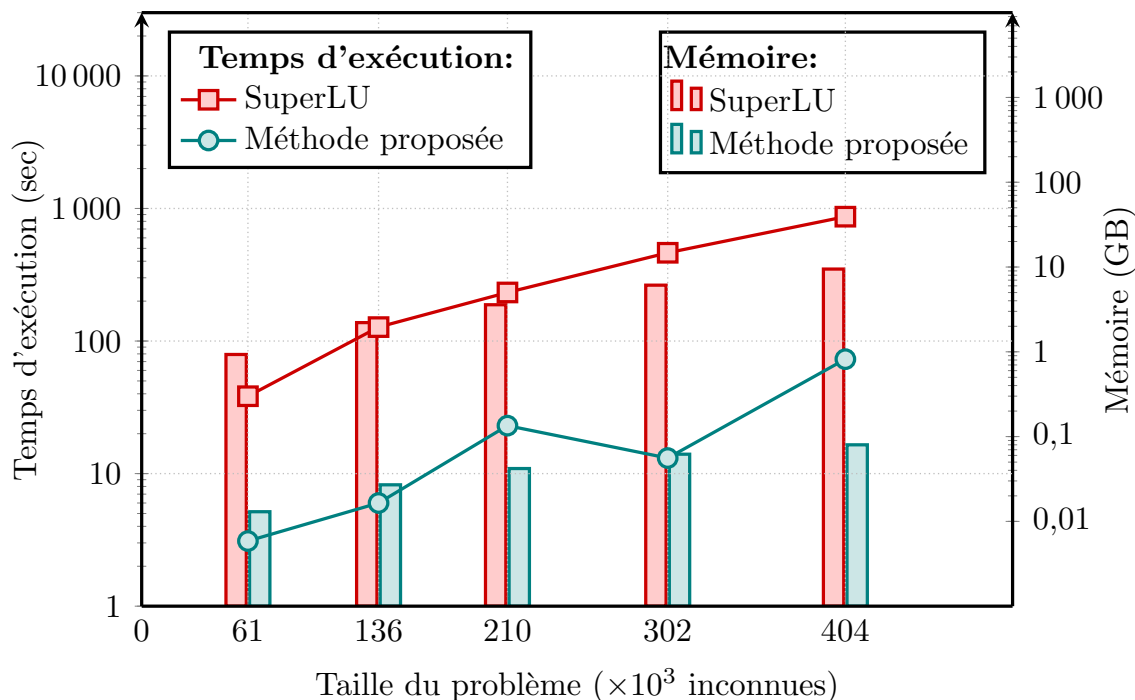 Temps d'exécution:
SuperLU
Méthode proposée
Mémoire:
SuperLU
Méthode proposée
Temps d'exécution (sec)
10 000
1 000
100
10
1
Mémoire (GB)
1 000
100
10
1
0,1
0,01
0
61
136
210
302
404
Taille du problème (×10³ inconnues)